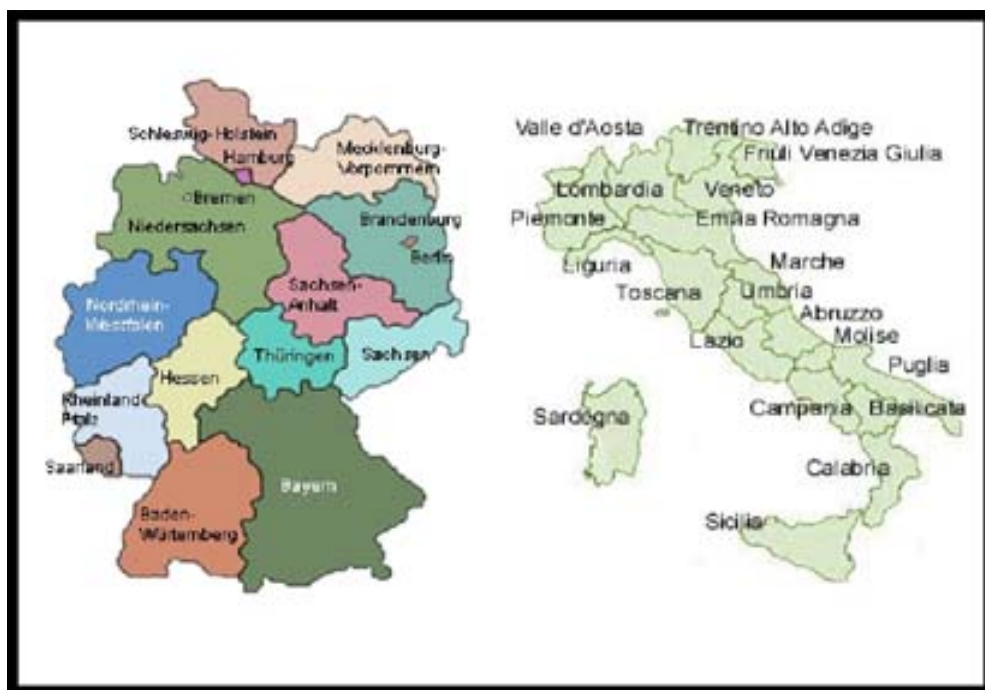 Schleswig-Holstein
Hamburg
Mecklenburg-
Vorpommern
Bremen
Niedersachsen
Brandenburg
Berlin
Sachsen-
Anhalt
Nordrhein-
Westfalen
Thüringen
Sachsen
Hessen
Rheinland-
Pfalz
Saarland
Bayern
Baden-
Würtemberg
Valle d'Aosta
Trentino Alto Adige
Friuli Venezia Giulia
Lombardia
Veneto
Piemonte
Emilia Romagna
Liguria
Marche
Toscana
Umbria
Abruzzo
Lazio
Molise
Puglia
Sardegna
Campania
Basilicata
Calabria
Sicilia